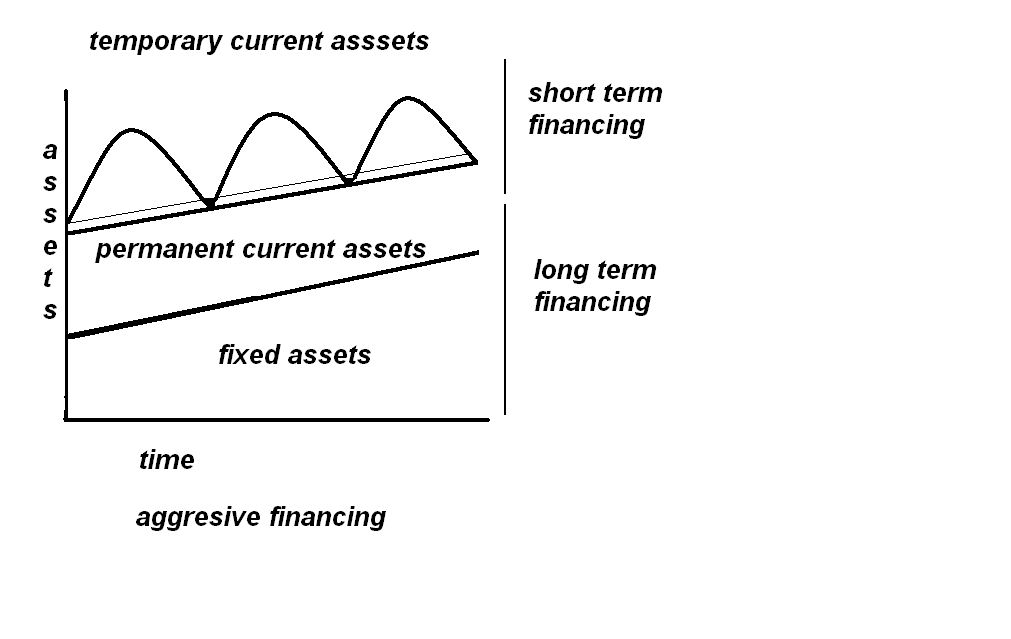 temporary current asssets
short term
financing
a
s
s
e
t
s
permanent current assets
long term
financing
fixed assets
time
aggresive financing